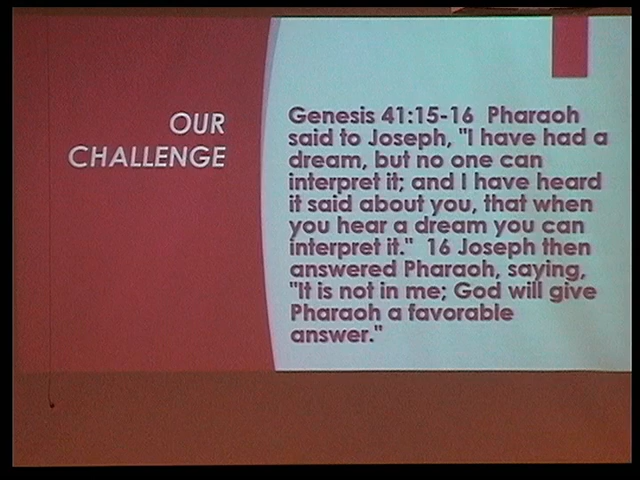 OUR
CHALLENGE
Genesis 41:15-16 Pharaoh
said to Joseph, "I have had a
dream, but no one can
interpret it; and I have heard
it said about you, that when
you hear a dream you can
interpret it." 16 Joseph then
answered Pharaoh, saying,
"It is not in me; God will give
Pharaoh a favorable
answer."